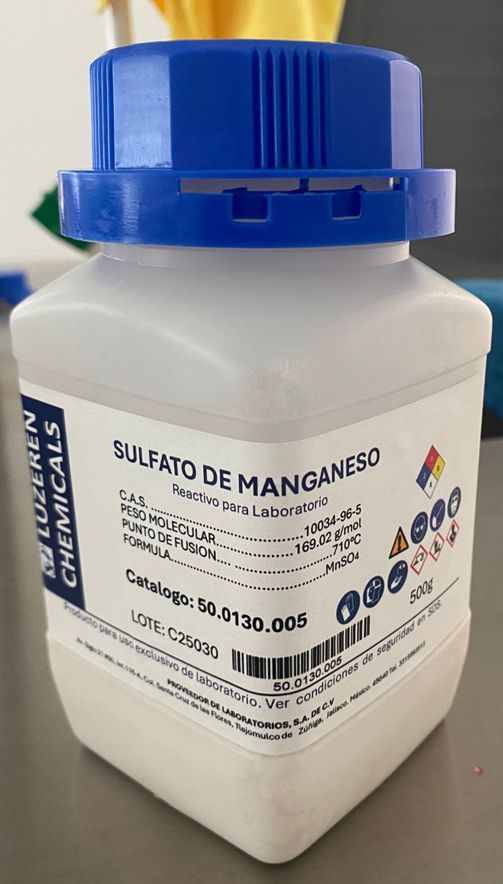 LUZEREN
CHEMICALS
SULFATO DE MANGANESO
Reactivo para Laboratorio
C.A.S. ................................10034-96-5
PESO MOLECULAR....................169.02 g/mol
PUNTO DE FUSION....................710°C
FORMULA....................................MnSO₄
Catalogo: 50.0130.005
500g
LOTE: C25030
50.0130.005
Producto para uso exclusivo de laboratorio. Ver condiciones de seguridad en SDS.
PROVEEDOR DE LABORATORIOS, S.A. DE C.V
Col. Santa Cruz de las Flores, Tlajomulco de Zúñiga, Jalisco. México. 45640 Tel.